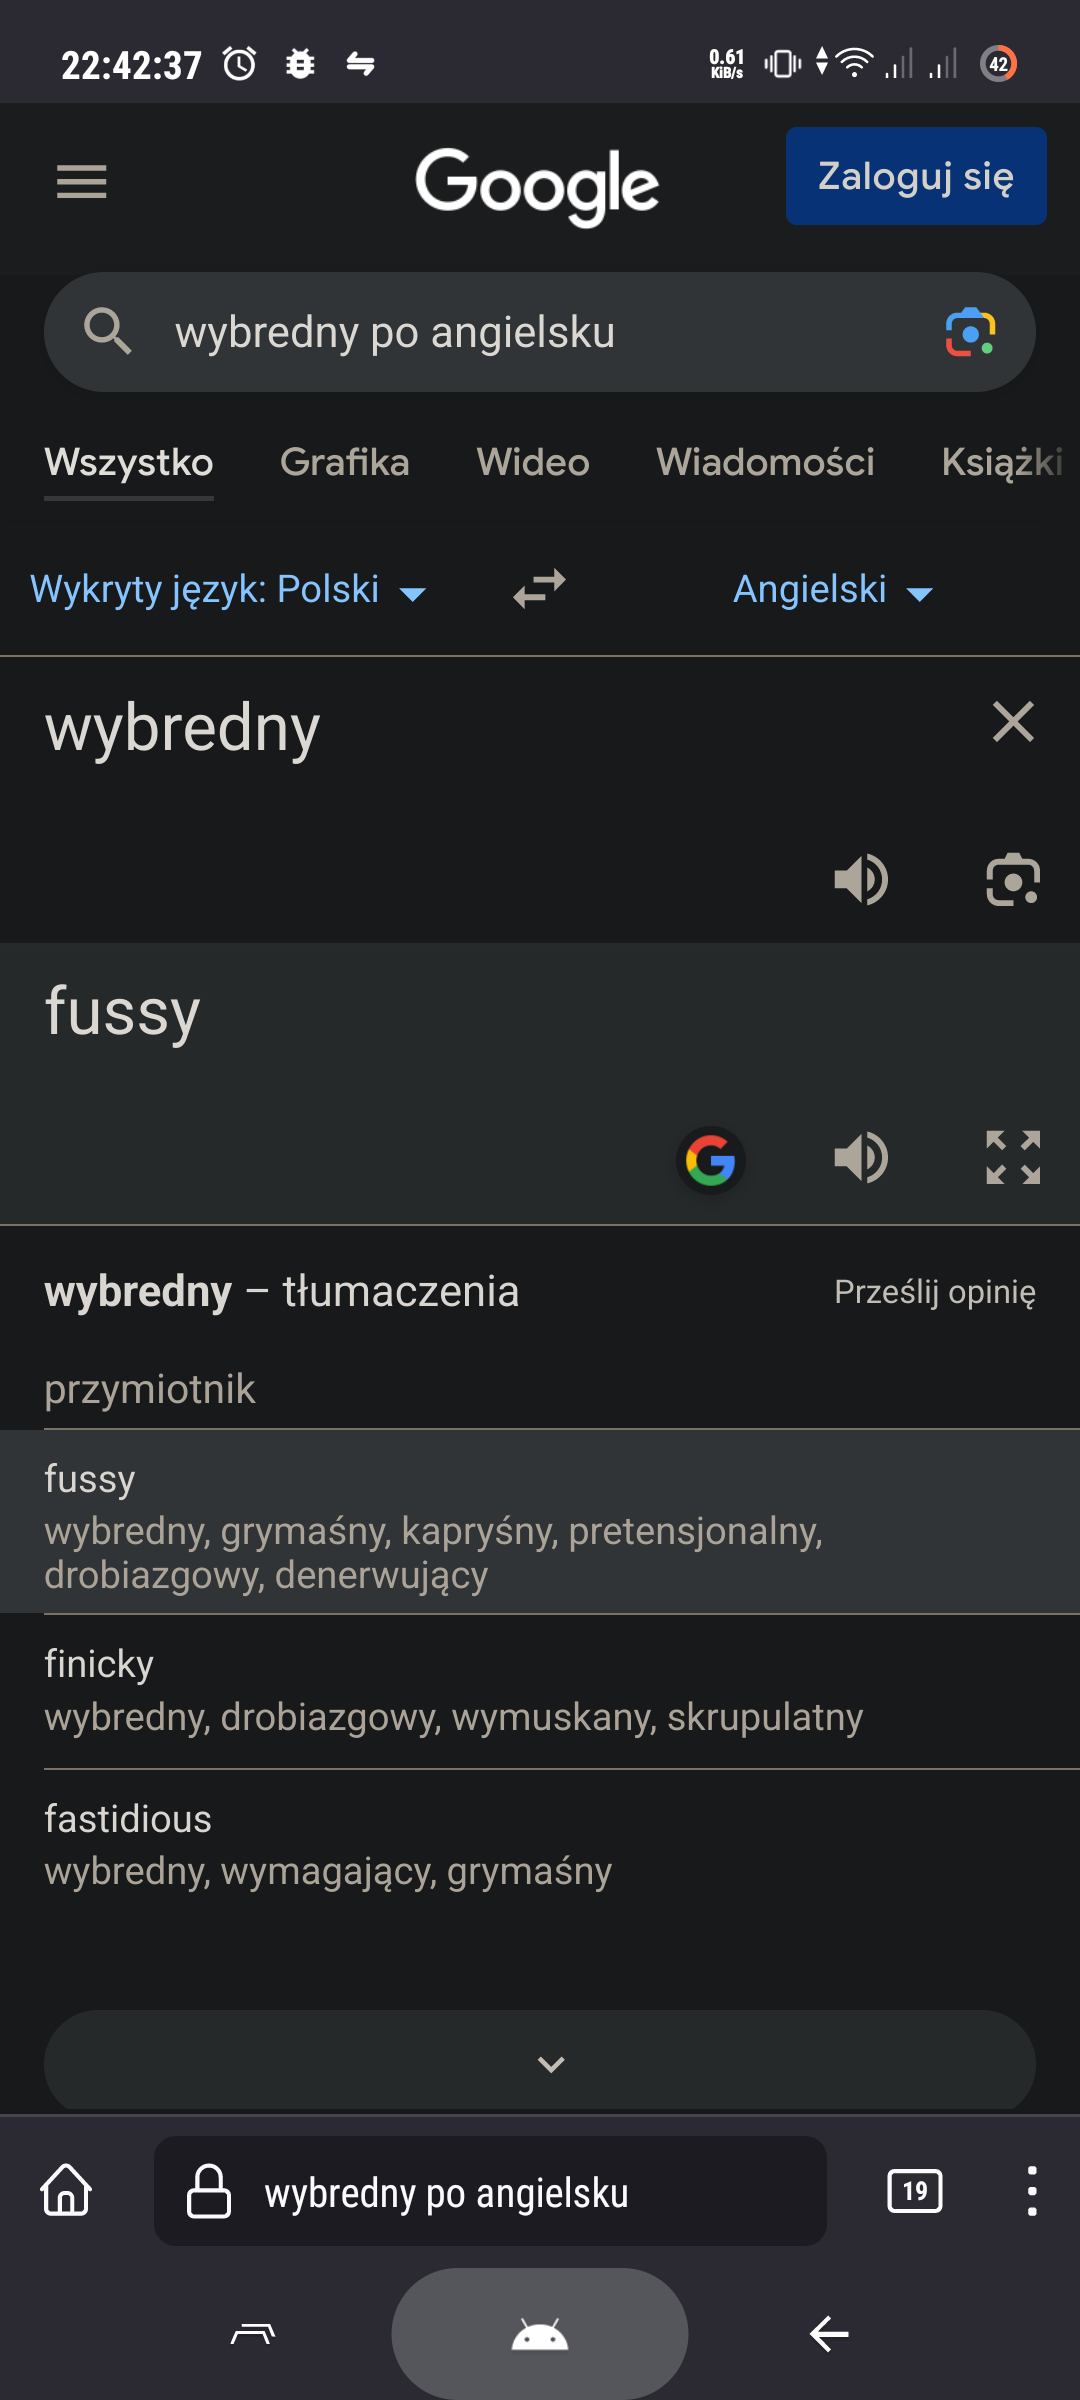 22:42:37 0.61 KiB/s 42
Google Zaloguj się
wybredny po angielsku
Wszystko Grafika Wideo Wiadomości Książki
Wykryty język: Polski Angielski
wybredny
fussy
wybredny – tłumaczenia Prześlij opinię
przymiotnik
fussy
wybredny, grymaśny, kapryśny, pretensjonalny,
drobiazgowy, denerwujący
finicky
wybredny, drobiazgowy, wymuskany, skrupulatny
fastidious
wybredny, wymagający, grymaśny
wybredny po angielsku 19